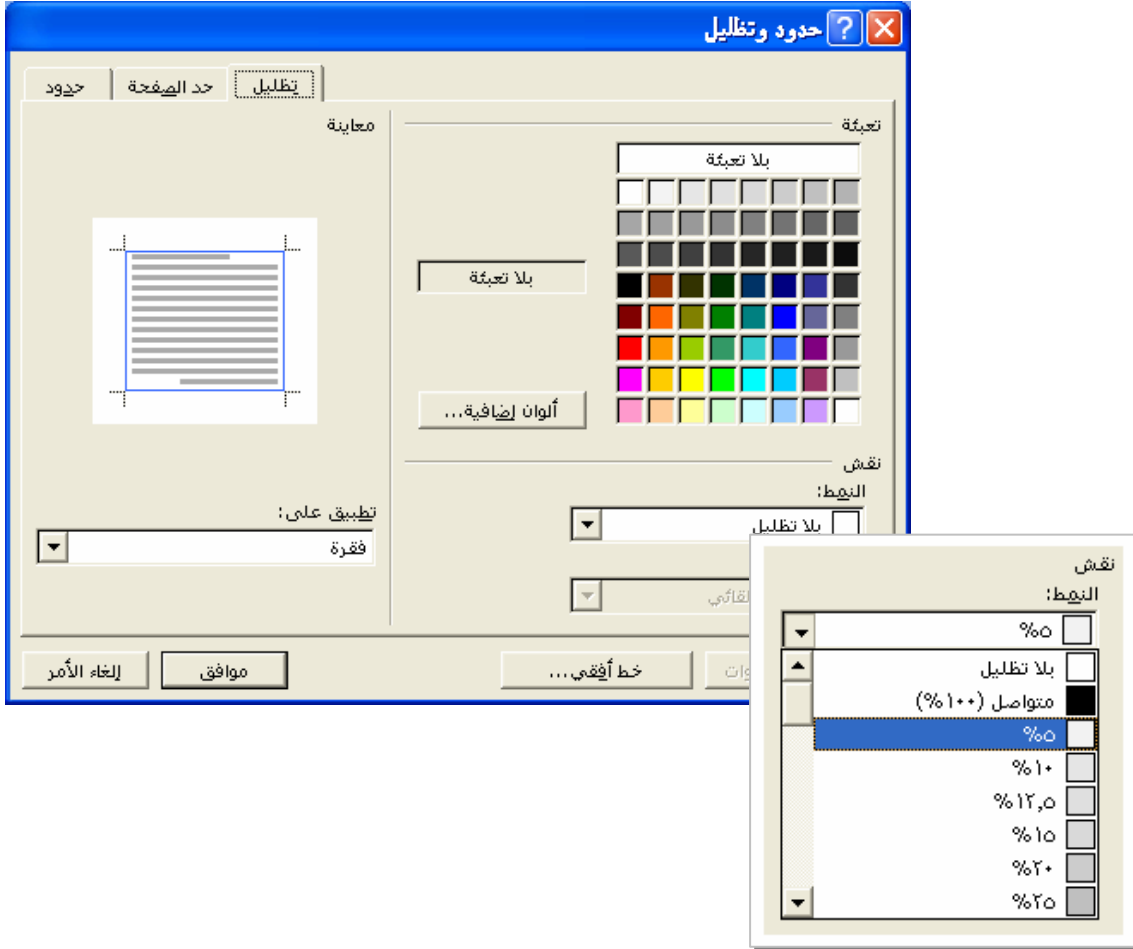 حدود وتظليل
حدود
حد الصفحة
تظليل
تعبئة
بلا تعبئة
بلا تعبئة
ألوان إضافية...
معاينة
نقش
النمط:
بلا تظليل
تطبيق على:
فقرة
خط أفقي...
موافق
إلغاء الأمر
نقش
النمط:
%٥
بلا تظليل
متواصل (١٠٠%)
%٥
%١٠
%١٢,٥
%١٥
%٢٠
%٢٥